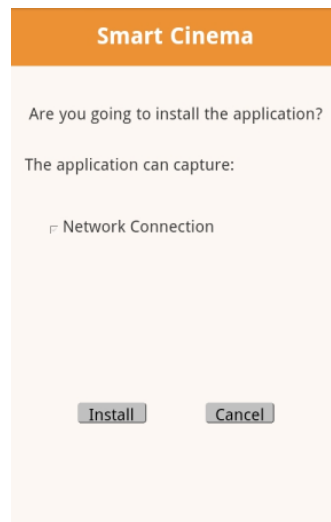 Smart Cinema
Are you going to install the application?
The application can capture:
Network Connection
Install Cancel